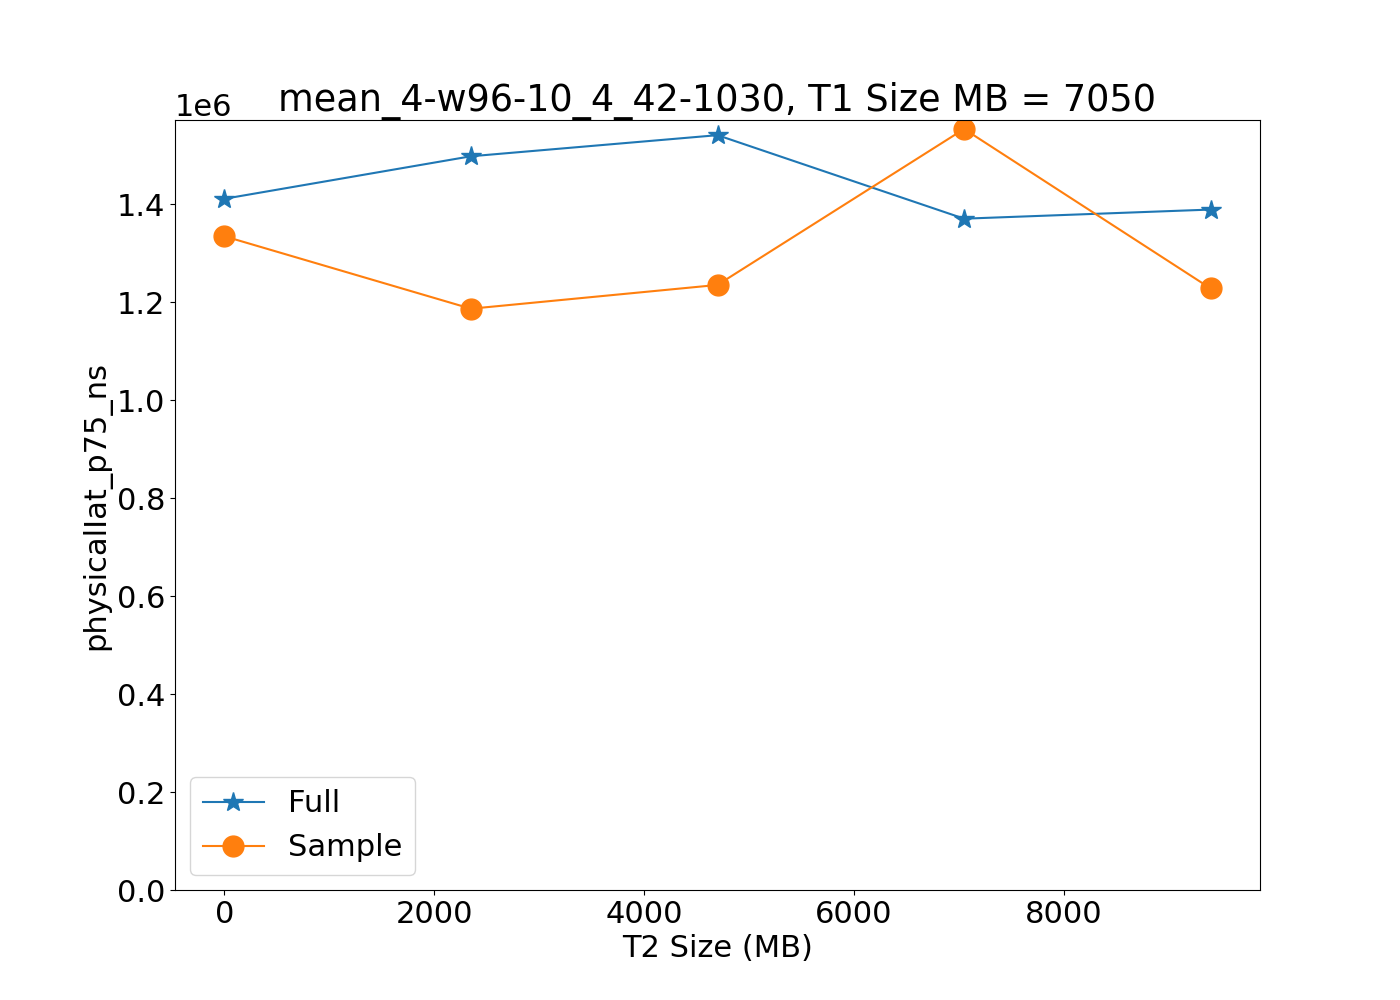 mean_4-w96-10_4_42-1030, T1 Size MB = 7050
1e6
1.4
1.2
1.0
0.8
0.6
0.4
0.2
0.0
physicallat_p75_ns
Full
Sample
0 2000 4000 6000 8000
T2 Size (MB)